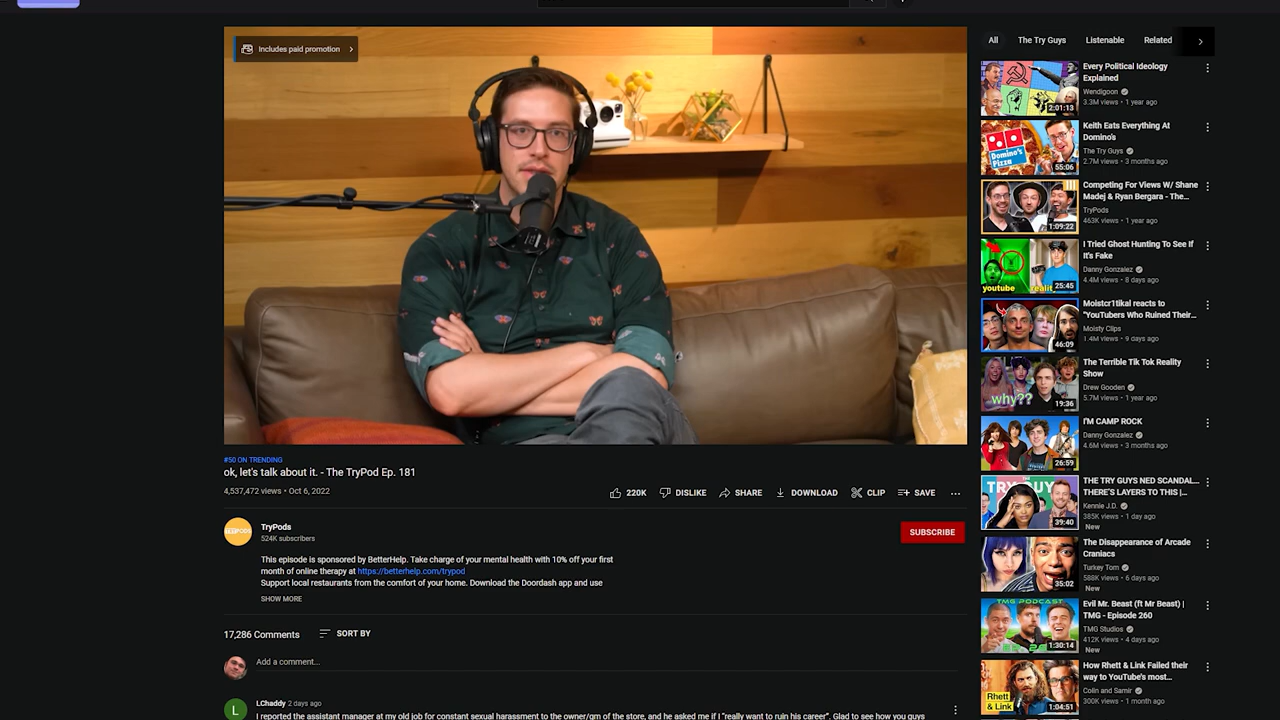 Includes paid promotion
#50 ON TRENDING
ok, let's talk about it. - The TryPod Ep. 181
4,537,472 views • Oct 6, 2022
220K
DISLIKE
SHARE
DOWNLOAD
CLIP
SAVE
TRYPODS
TryPods
524K subscribers
SUBSCRIBE
This episode is sponsored by BetterHelp. Take charge of your mental health with 10% off your first
month of online therapy at https://betterhelp.com/trypod
Support local restaurants from the comfort of your home. Download the Doordash app and use
SHOW MORE
17,286 Comments
SORT BY
Add a comment...
L
LChaddy 2 days ago
I reported the assistant manager at my old job for constant sexual harassment to the owner/gm of the store, and he asked me if I "really want to ruin his career". Glad to see how you guys
All
The Try Guys
Listenable
Related
2:01:13
Every Political Ideology
Explained
Wendigoon
3.3M views • 1 year ago
Domino's
Pizza
55:06
Keith Eats Everything At
Domino's
The Try Guys
2.7M views • 3 months ago
1:09:22
Competing For Views W/ Shane
Madej & Ryan Bergara - The...
TryPods
463K views • 1 year ago
youtube
reality
25:45
I Tried Ghost Hunting To See If
It's Fake
Danny Gonzalez
4.4M views • 8 days ago
46:09
Moistcr1tikal reacts to
"YouTubers Who Ruined Their...
Moisty Clips
1.4M views • 9 days ago
why??
19:36
The Terrible Tik Tok Reality
Show
Drew Gooden
5.7M views • 1 year ago
26:59
I'M CAMP ROCK
Danny Gonzalez
4.6M views • 3 months ago
THE TRY GUYS
39:40
THE TRY GUYS NED SCANDAL...
THERE'S LAYERS TO THIS |...
Kennie J.D.
385K views • 1 day ago
New
35:02
The Disappearance of Arcade
Craniacs
Turkey Tom
588K views • 6 days ago
New
TMG PODCAST
1:30:14
Evil Mr. Beast (ft Mr Beast) |
TMG - Episode 260
TMG Studios
412K views • 4 days ago
New
Rhett
& Link
1:04:51
How Rhett & Link Failed their
way to YouTube's most...
Colin and Samir
300K views • 1 month ago